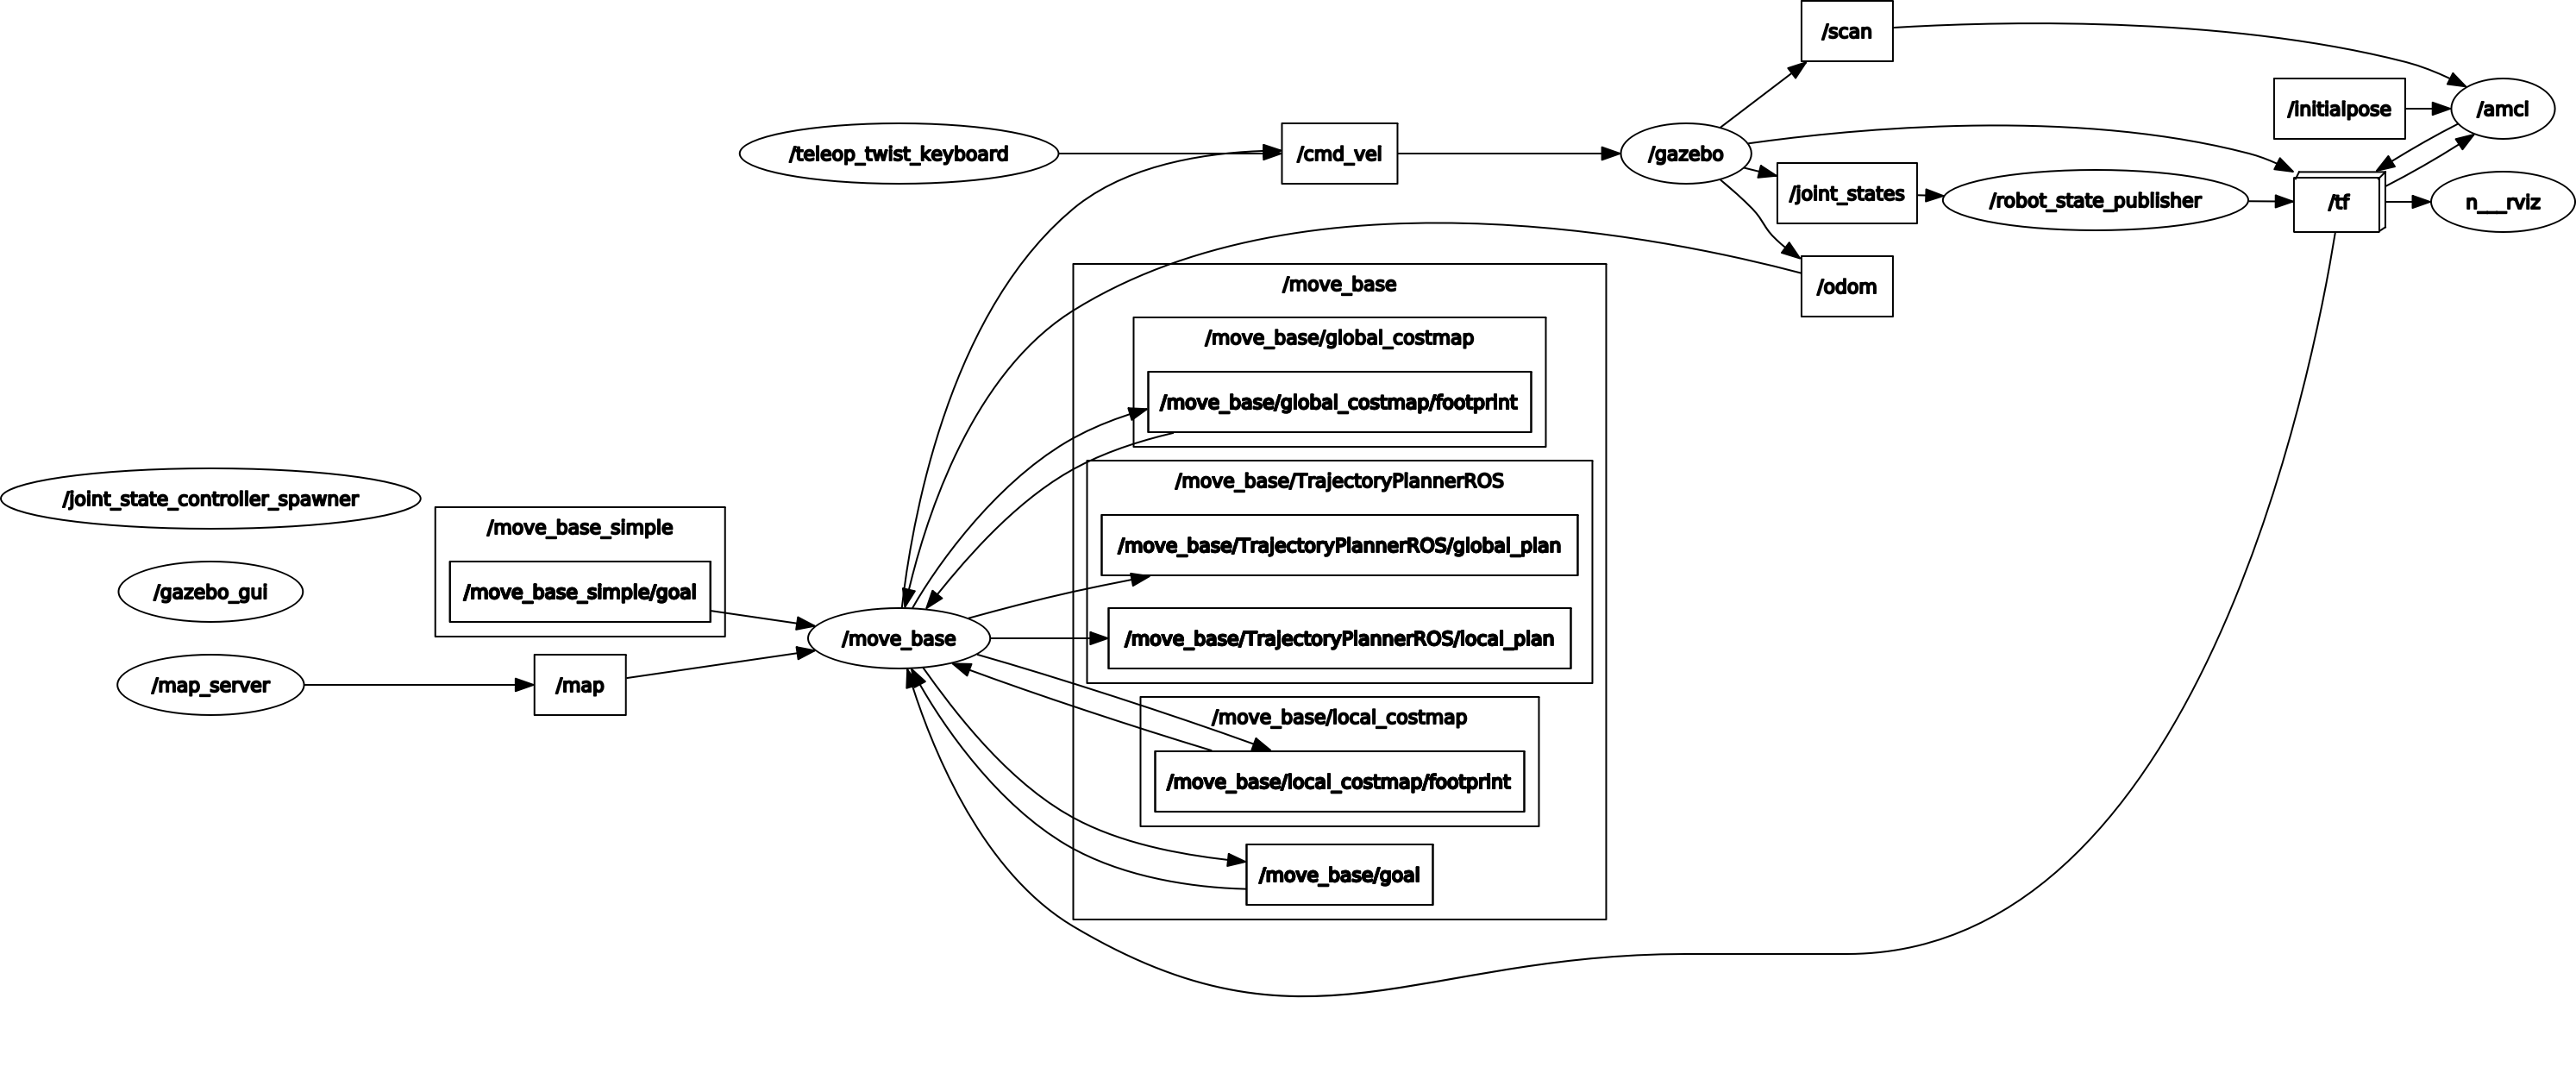 /scan
/initialpose
/amcl
/teleop_twist_keyboard
/cmd_vel
/gazebo
/joint_states
/robot_state_publisher
/tf
n___rviz
/odom
/move_base
/move_base/global_costmap
/move_base/global_costmap/footprint
/move_base/TrajectoryPlannerROS
/joint_state_controller_spawner
/move_base_simple
/move_base/TrajectoryPlannerROS/global_plan
/gazebo_gui
/move_base_simple/goal
/move_base
/move_base/TrajectoryPlannerROS/local_plan
/map_server
/map
/move_base/local_costmap
/move_base/local_costmap/footprint
/move_base/goal